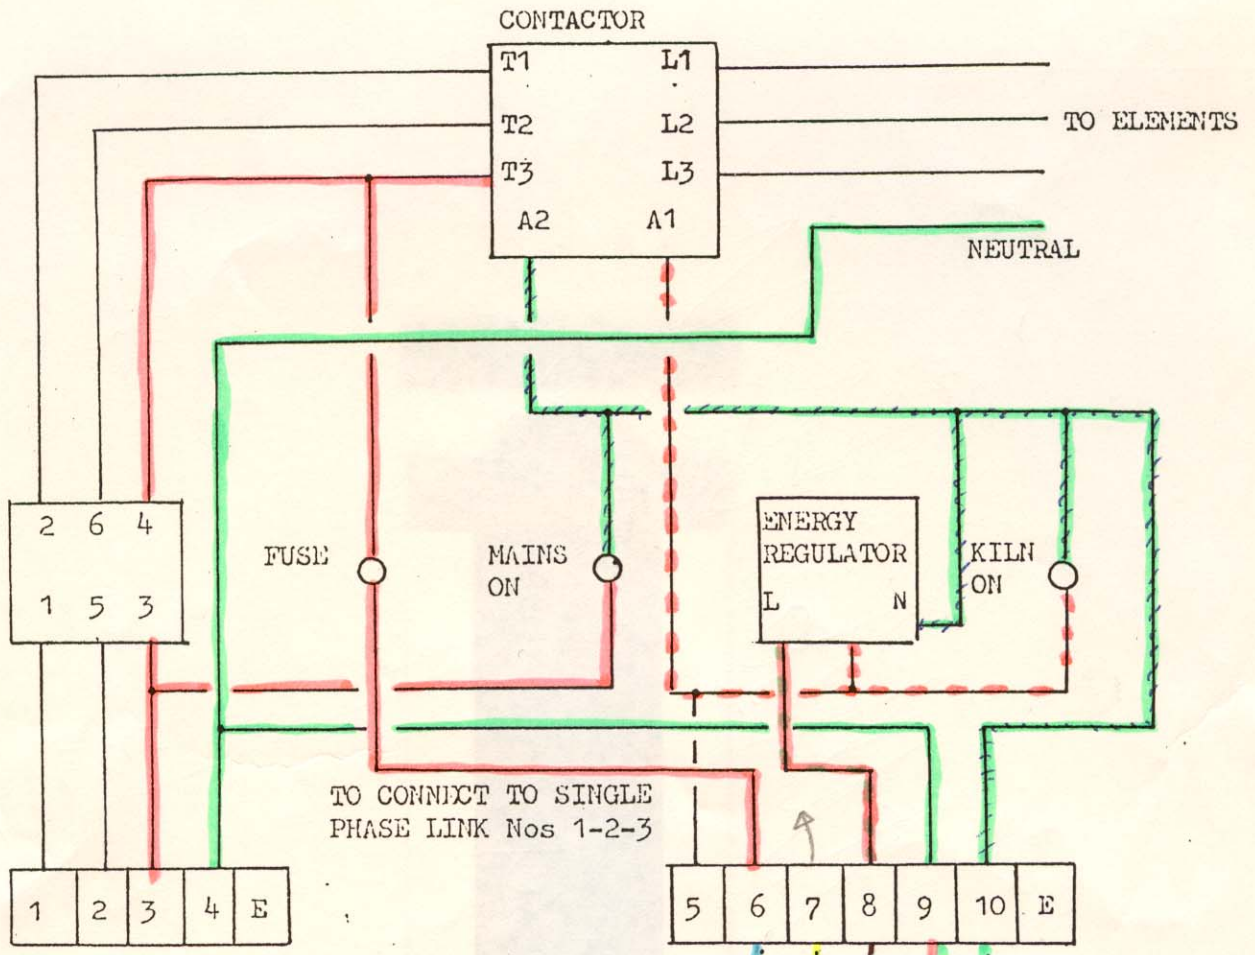 CONTACTOR
T1 L1
T2 L2
TO ELEMENTS
T3 L3
A2 A1
NEUTRAL
2 6 4
1 5 3
FUSE
MAINS
ON
ENERGY
REGULATOR
L N
KILN
ON
TO CONNECT TO SINGLE
PHASE LINK Nos 1-2-3
1 2 3 4 E
5 6 7 8 9 10 E